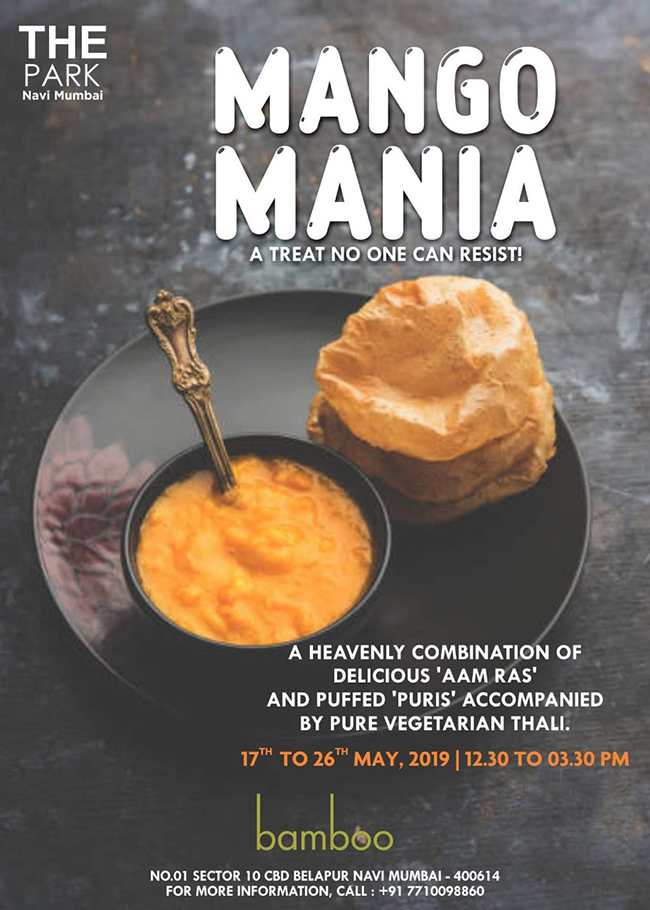 THE
PARK
Navi Mumbai
MANGO
MANIA
A TREAT NO ONE CAN RESIST!
A HEAVENLY COMBINATION OF
DELICIOUS 'AAM RAS'
AND PUFFED 'PURIS' ACCOMPANIED
BY PURE VEGETARIAN THALI.
17TH TO 26TH MAY, 2019 | 12.30 TO 03.30 PM
bamboo
NO.01 SECTOR 10 CBD BELAPUR NAVI MUMBAI - 400614
FOR MORE INFORMATION, CALL : +91 7710098860